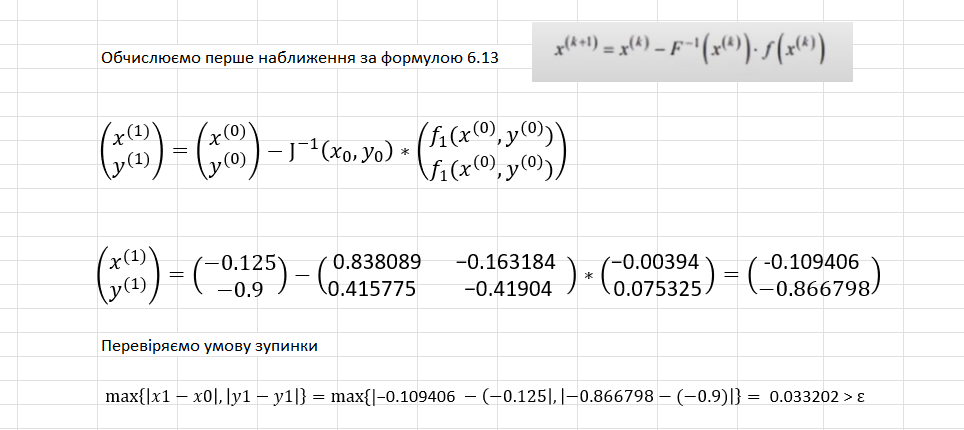 Обчислюємо перше наближення за формулою 6.13
x^(k+1) = x^(k) − F^−1(x^(k)) · f(x^(k))
(x^(1) y^(1)) = (x^(0) y^(0)) − J^−1(x₀, y₀) ∗ (f₁(x^(0), y^(0)) f₁(x^(0), y^(0)))
(x^(1) y^(1)) = (−0.125 −0.9) − (0.838089 −0.163184 0.415775 −0.41904) ∗ (−0.00394 0.075325) = (-0.109406 −0.866798)
Перевіряємо умову зупинки
max{|x1 − x0|, |y1 − y1|} = max{|−0.109406 − (−0.125|, |−0.866798 − (−0.9)|} = 0.033202 > ε